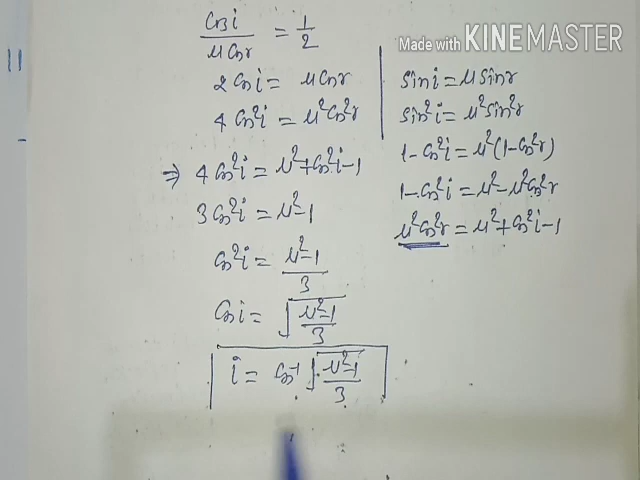 Made with KINEMASTER
11
Cos i / μ Cos r = 1/2
2 Cos i = μ Cos r
4 Cos²i = μ² Cos²r
⇒ 4 Cos²i = μ² + Cos²i - 1
3 Cos²i = μ² - 1
Cos²i = μ² - 1 / 3
Cos i = √(μ² - 1 / 3)
i = Cos⁻¹ √(μ² - 1 / 3)
Sin i = μ Sin r
Sin²i = μ² Sin²r
1 - Cos²i = μ² (1 - Cos²r)
1 - Cos²i = μ² - μ² Cos²r
μ² Cos²r = μ² + Cos²i - 1